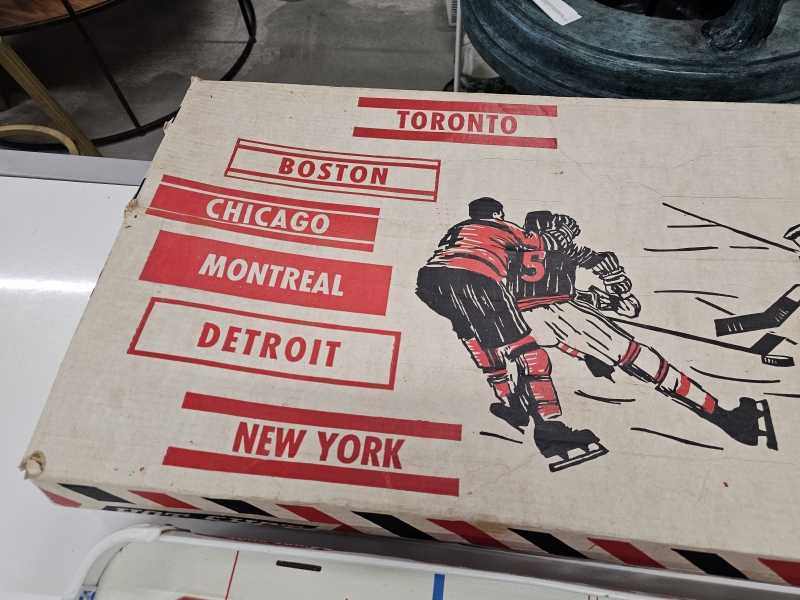 TORONTO
BOSTON
CHICAGO
MONTREAL
DETROIT
NEW YORK
5